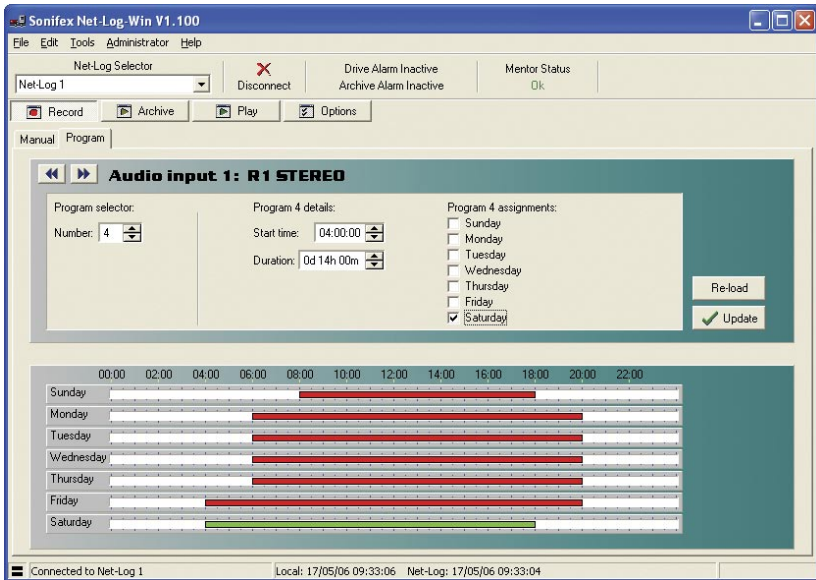 Sonifex Net-Log-Win V1.100
File Edit Tools Administrator Help
Net-Log Selector
Net-Log 1
Disconnect
Drive Alarm Inactive
Archive Alarm Inactive
Mentor Status
Ok
Record Archive Play Options
Manual Program
Audio input 1: R1 STEREO
Program selector:
Number: 4
Program 4 details:
Start time: 04:00:00
Duration: 0d 14h 00m
Program 4 assignments:
Sunday
Monday
Tuesday
Wednesday
Thursday
Friday
Saturday
Re-load
Update
00:00 02:00 04:00 06:00 08:00 10:00 12:00 14:00 16:00 18:00 20:00 22:00
Sunday
Monday
Tuesday
Wednesday
Thursday
Friday
Saturday
Connected to Net-Log 1 Local: 17/05/06 09:33:06 Net-Log: 17/05/06 09:33:04